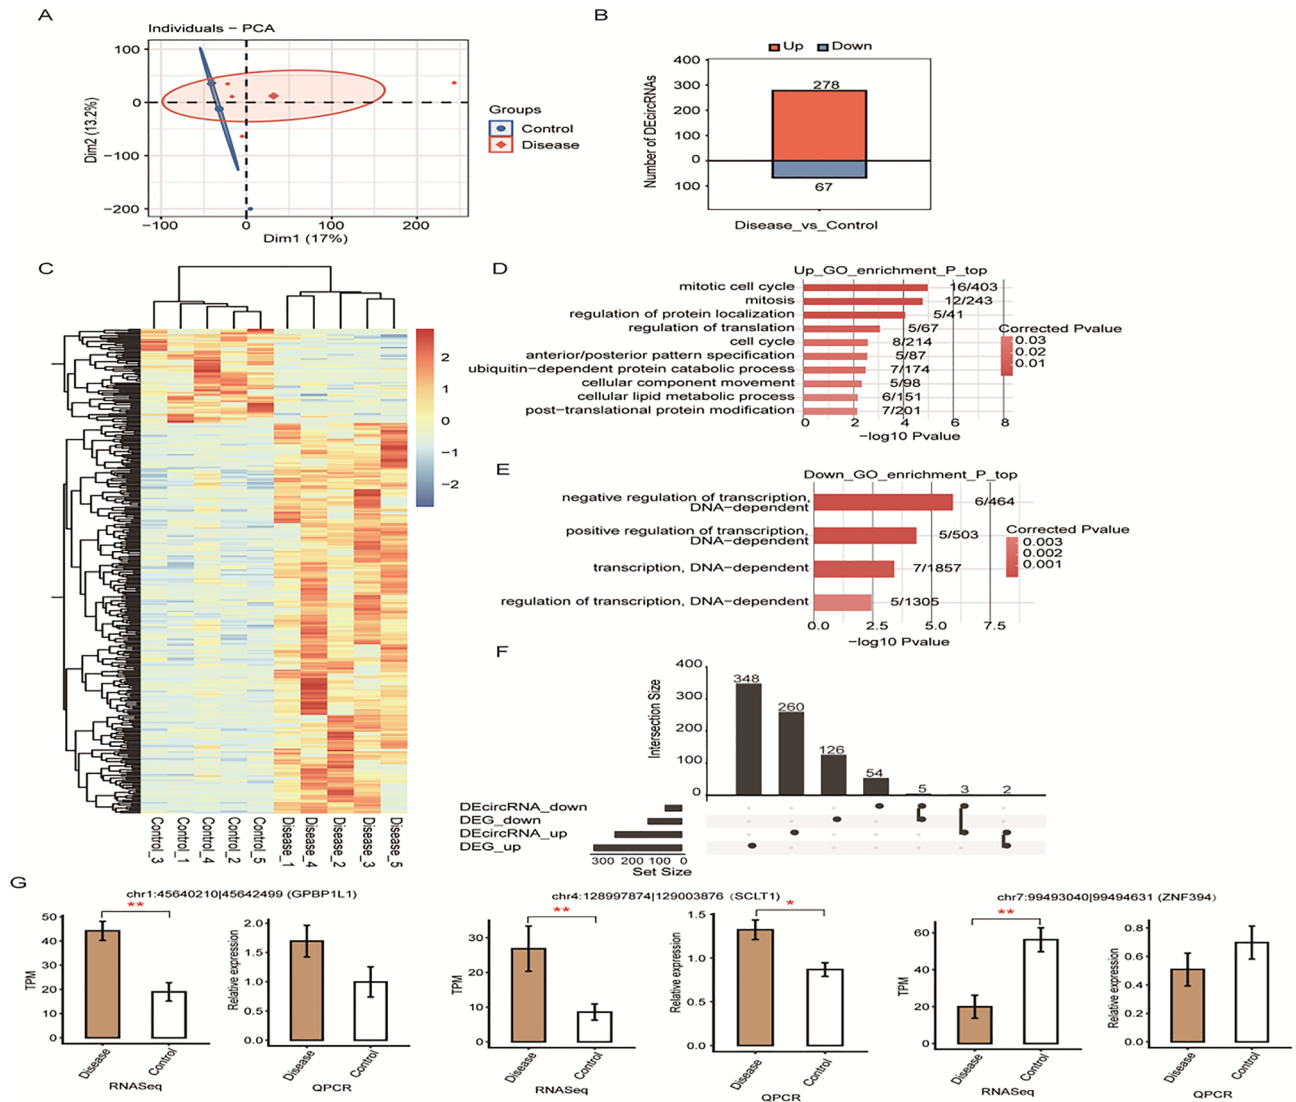 A
Individuals − PCA
100
0
−100
−200
−100
0
100
200
Dim2 (13.2%)
Dim1 (17%)
Groups
Control
Disease
B
Up
Down
400
300
200
100
0
100
Number of DEcircRNAs
278
67
Disease_vs_Control
C
2
1
0
−1
−2
Control_3
Control_1
Control_4
Control_2
Control_5
Disease_1
Disease_4
Disease_2
Disease_3
Disease_5
D
Up_GO_enrichment_P_top
mitotic cell cycle 16/403
mitosis 12/243
regulation of protein localization 5/41
regulation of translation 5/67
cell cycle 8/214
anterior/posterior pattern specification 5/87
ubiquitin−dependent protein catabolic process 7/174
cellular component movement 5/98
cellular lipid metabolic process 6/151
post−translational protein modification 7/201
0 2 4 6 8
−log10 Pvalue
Corrected Pvalue
0.03
0.02
0.01
E
Down_GO_enrichment_P_top
negative regulation of transcription,
DNA−dependent
6/464
positive regulation of transcription,
DNA−dependent
5/503
transcription, DNA−dependent 7/1857
regulation of transcription, DNA−dependent 5/1305
0.0 2.5 5.0 7.5
−log10 Pvalue
Corrected Pvalue
0.003
0.002
0.001
F
400
300
200
100
0
Intersection Size
348
260
126
54
5
3
2
DEcircRNA_down
DEG_down
DEcircRNA_up
DEG_up
300 200 100 0
Set Size
G
chr1:45640210|45642499 (GPBP1L1)
50
40
30
20
10
0
TPM
**
Disease
Control
RNASeq
2.0
1.5
1.0
0.5
0.0
Relative expression
Disease
Control
QPCR
chr4:128997874|129003876 (SCLT1)
30
20
10
0
TPM
**
Disease
Control
RNASeq
1.5
1.0
0.5
0.0
Relative expression
*
Disease
Control
QPCR
chr7:99493040|99494631 (ZNF394)
60
40
20
0
TPM
**
Disease
Control
RNASeq
0.8
0.6
0.4
0.2
0.0
Relative expression
Disease
Control
QPCR